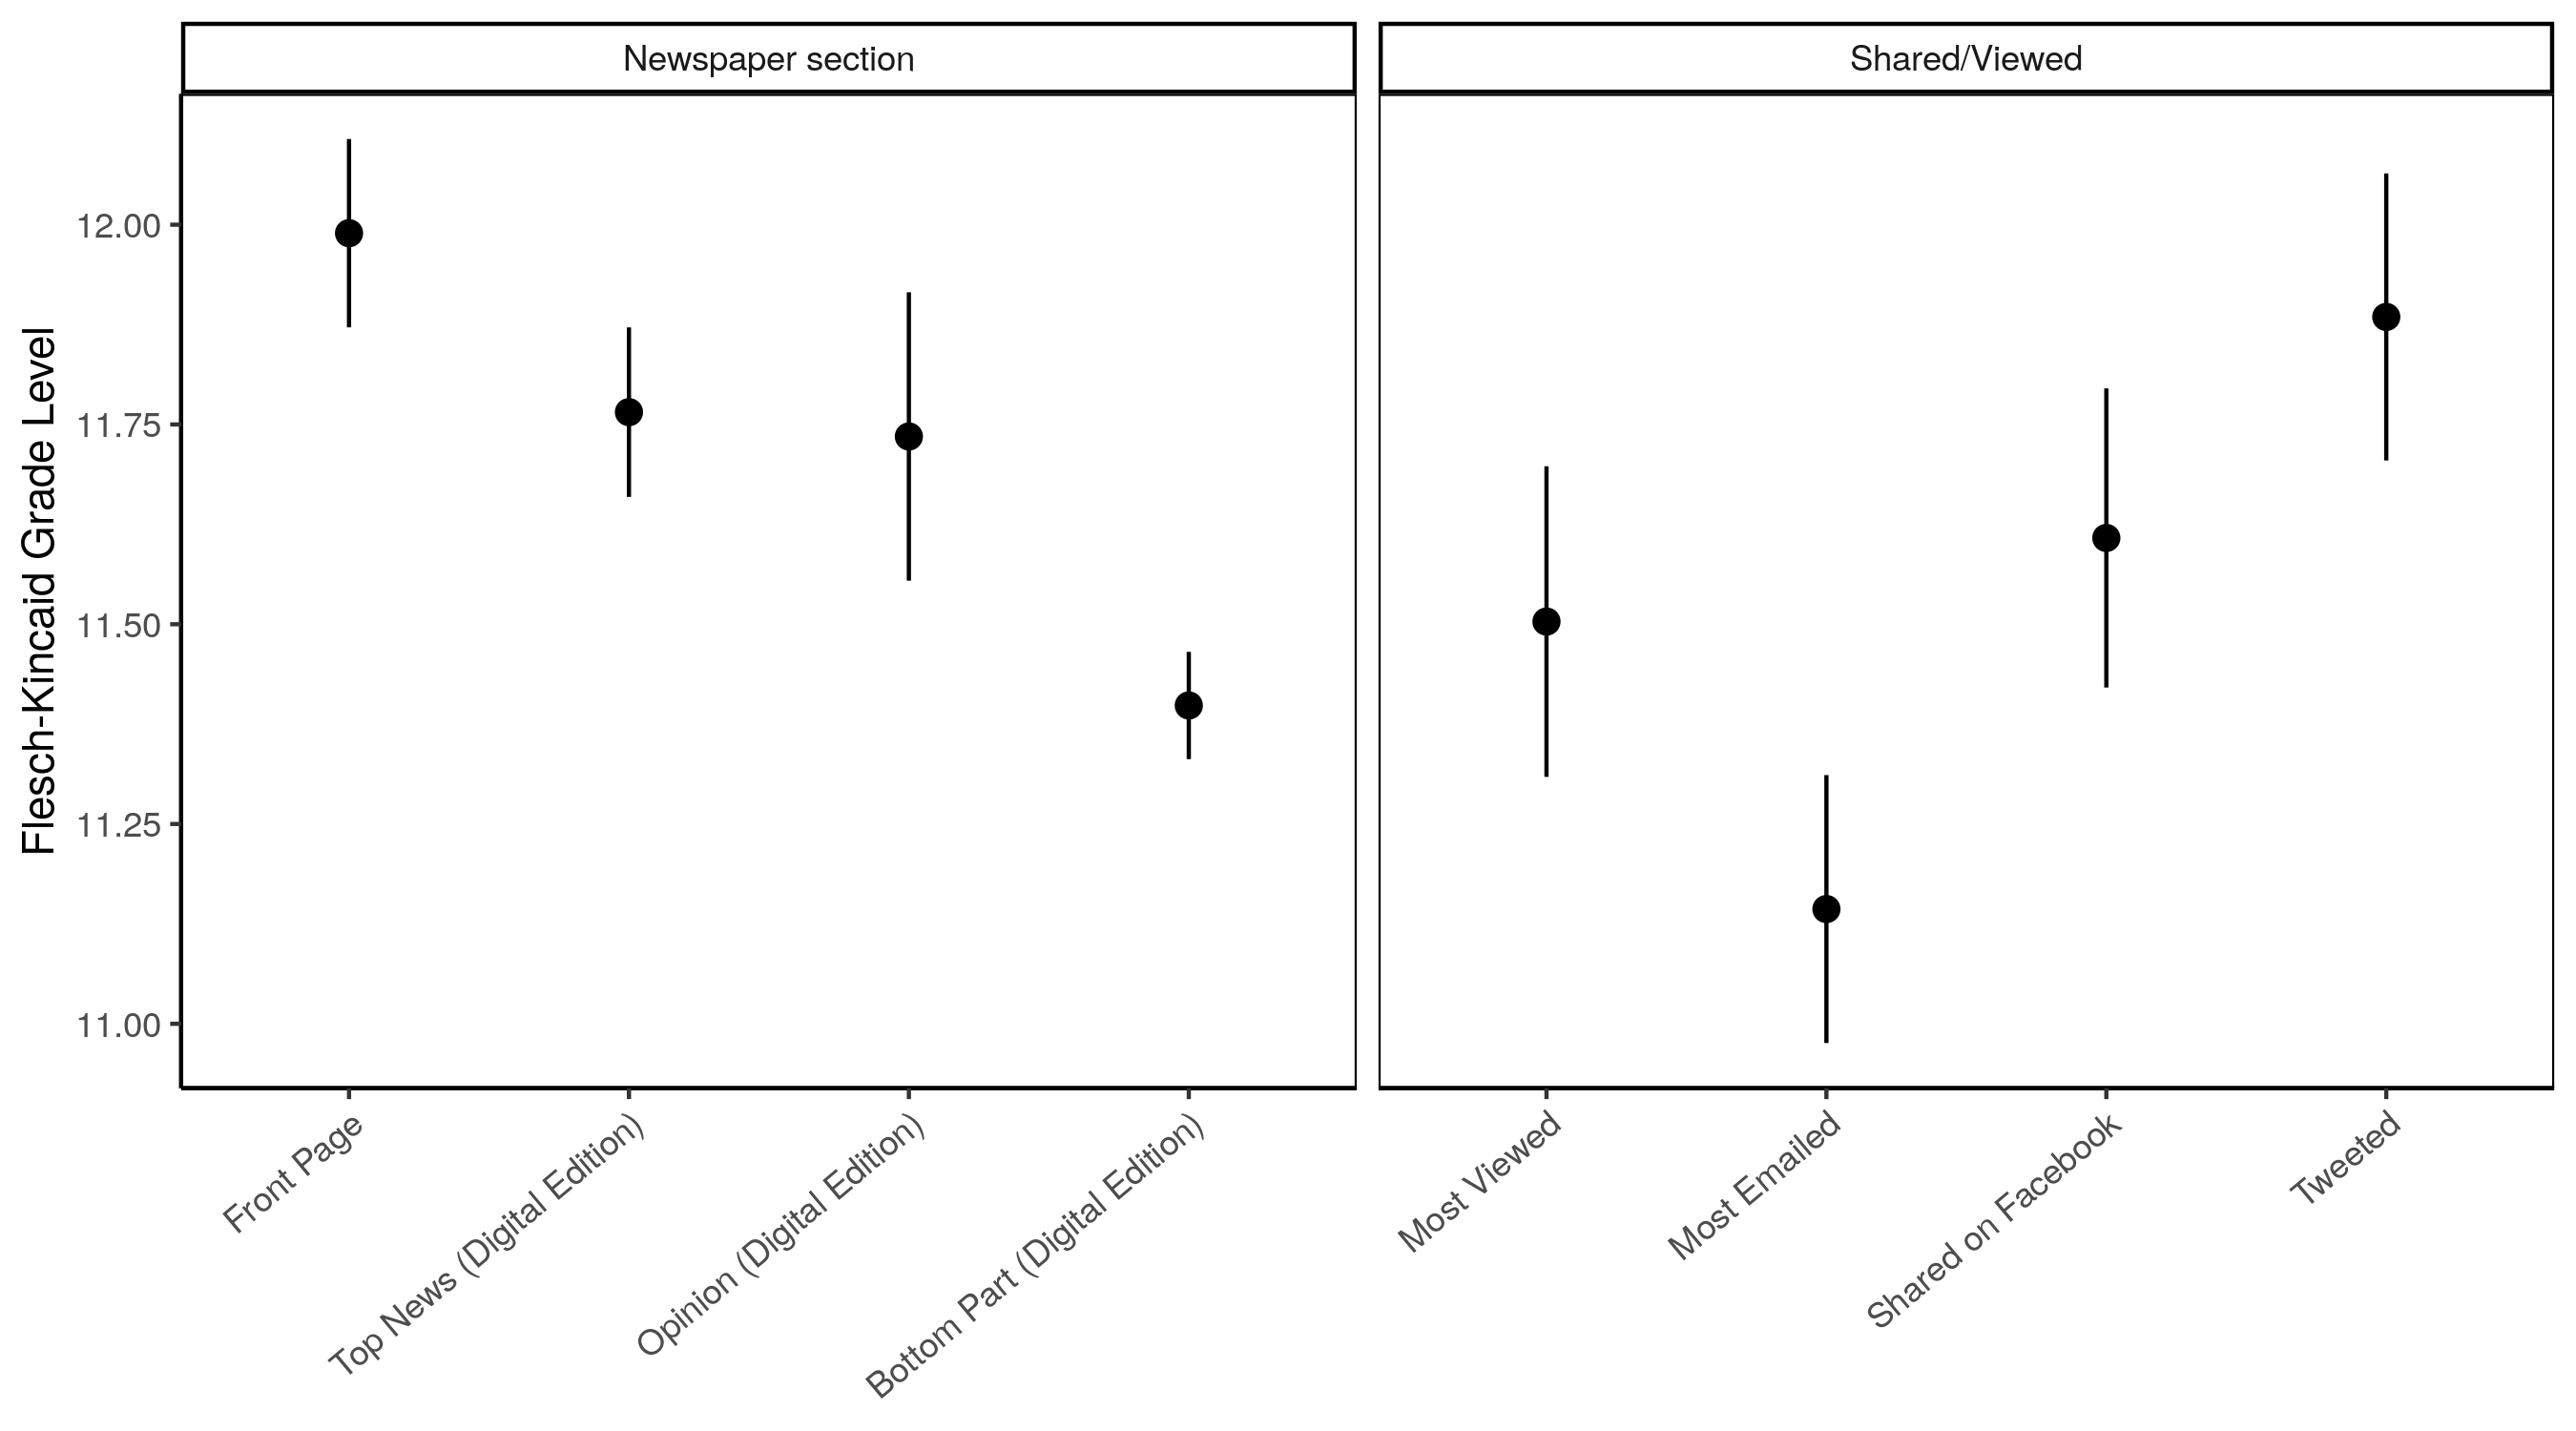 Newspaper section
Shared/Viewed
Flesch-Kincaid Grade Level
12.00
11.75
11.50
11.25
11.00
Front Page
Top News (Digital Edition)
Opinion (Digital Edition)
Bottom Part (Digital Edition)
Most Viewed
Most Emailed
Shared on Facebook
Tweeted